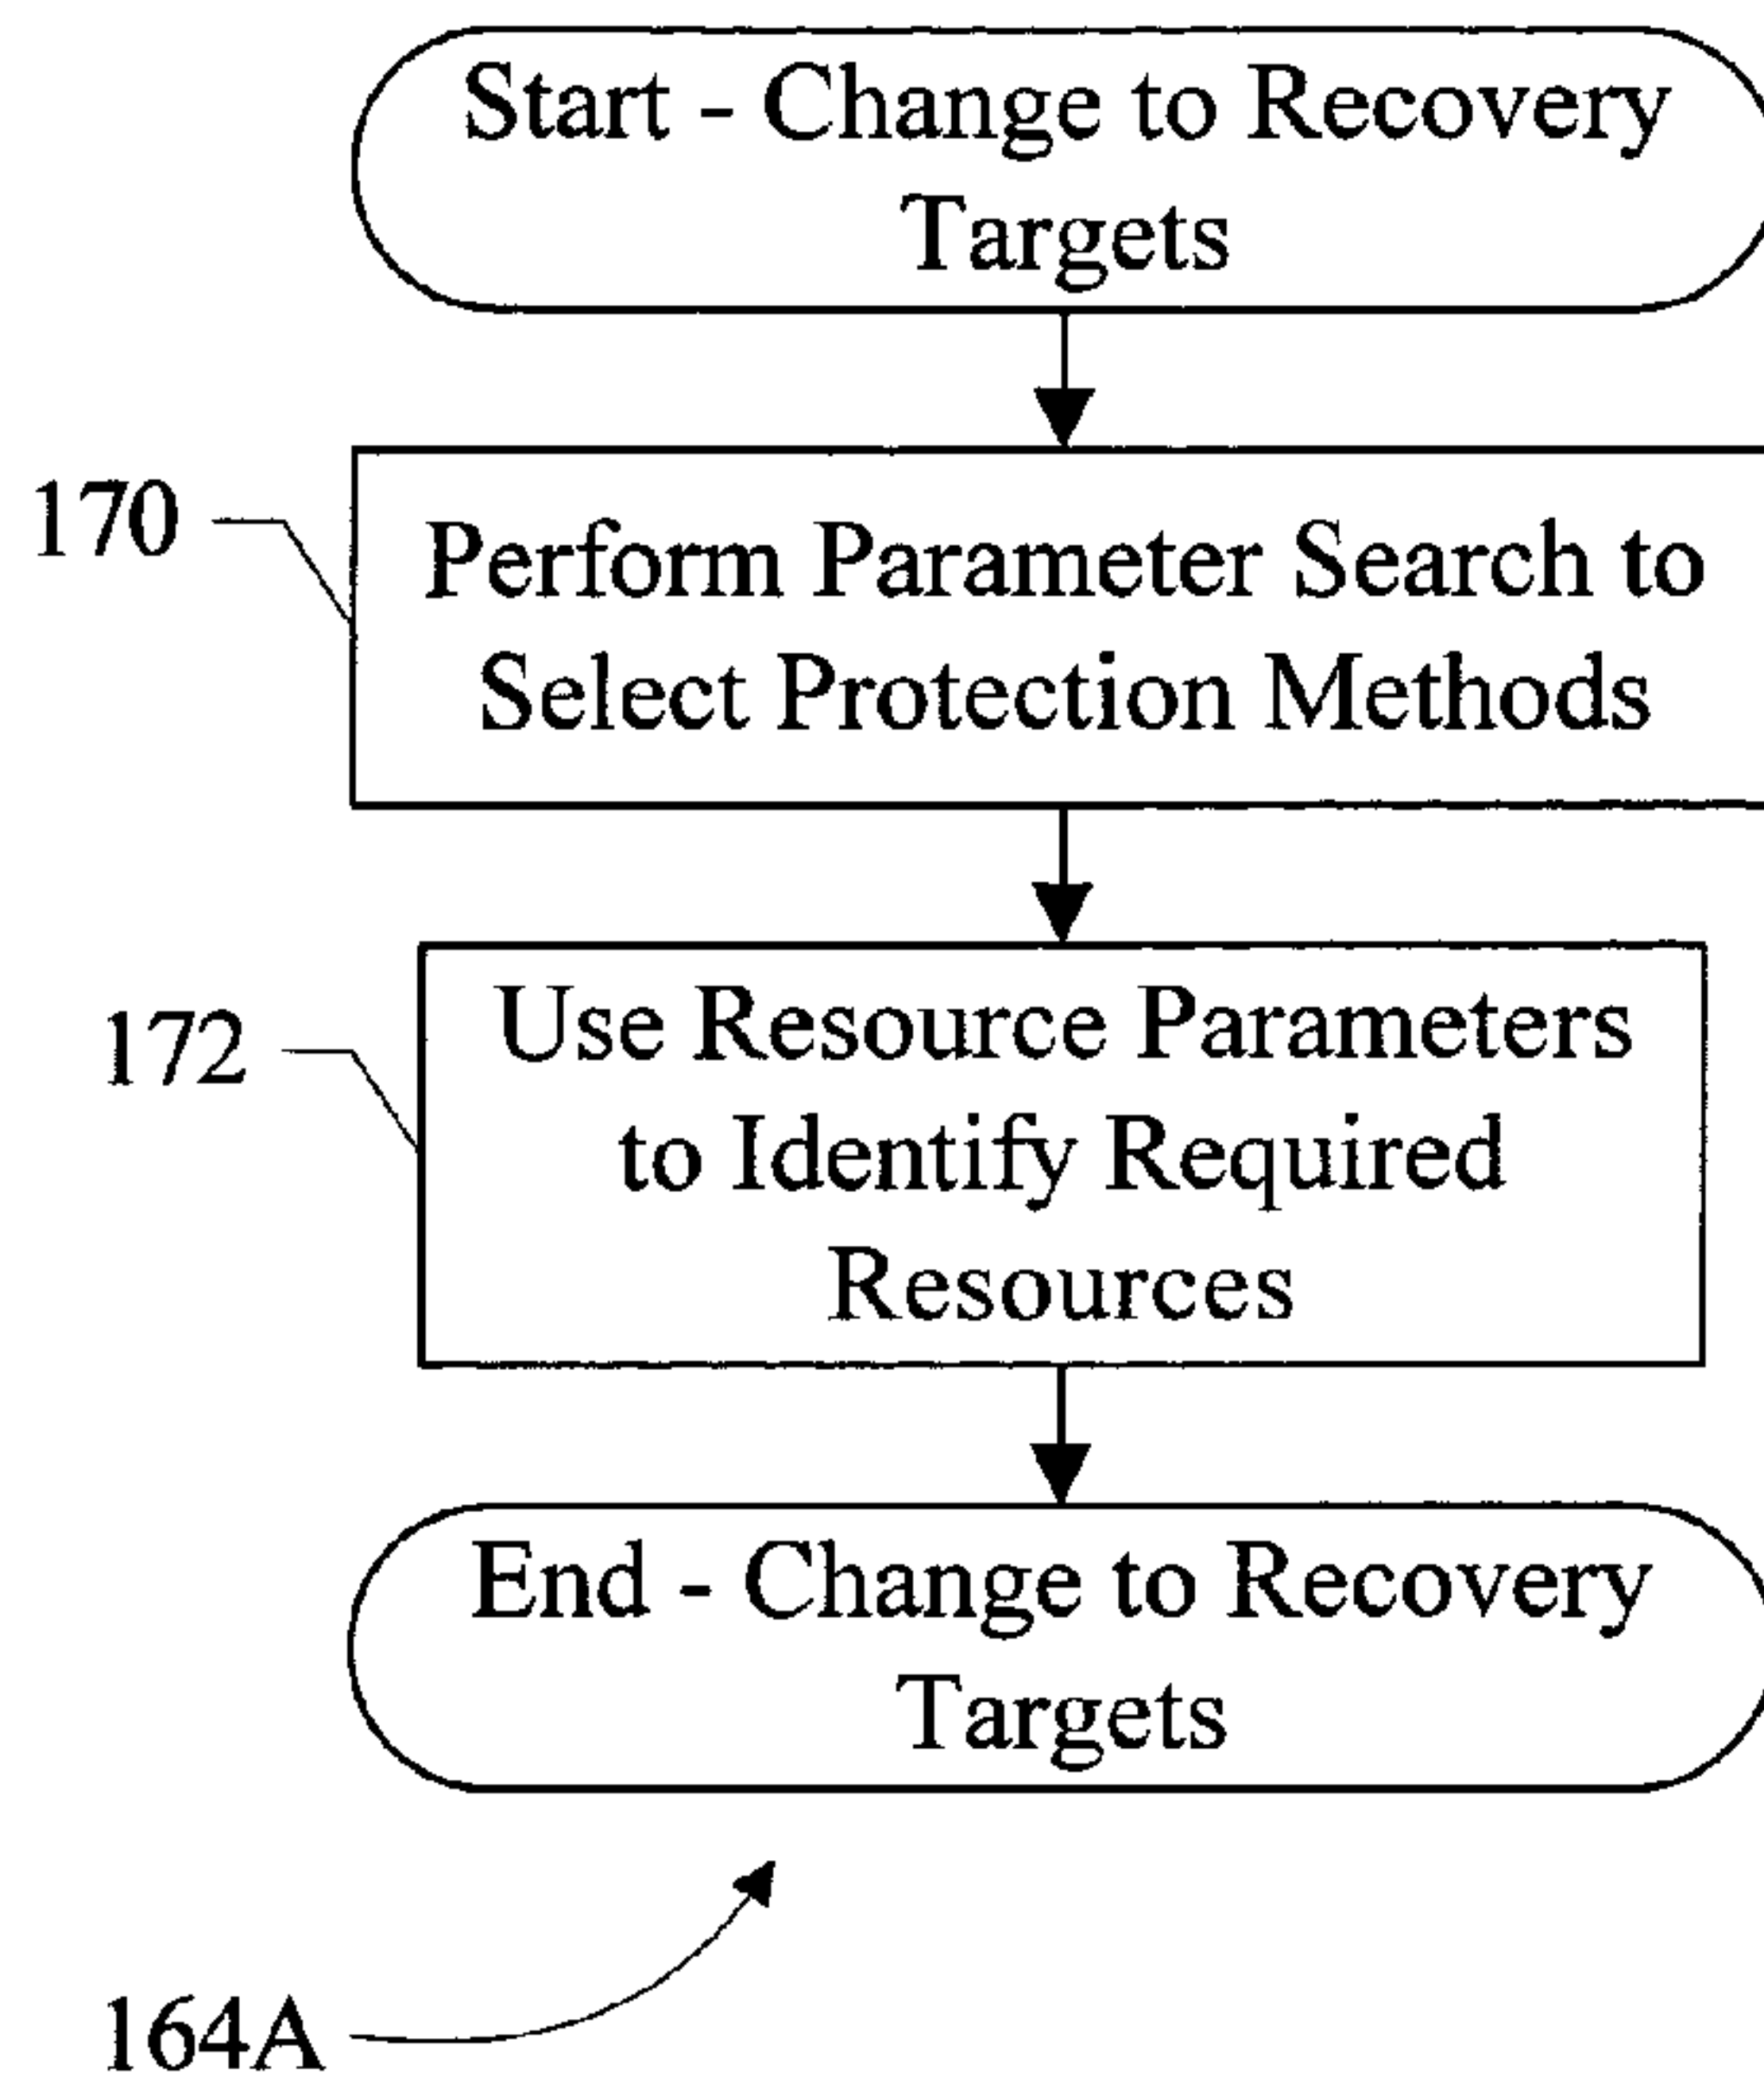 Start - Change to Recovery
Targets
170
Perform Parameter Search to
Select Protection Methods
172
Use Resource Parameters
to Identify Required
Resources
End - Change to Recovery
Targets
164A